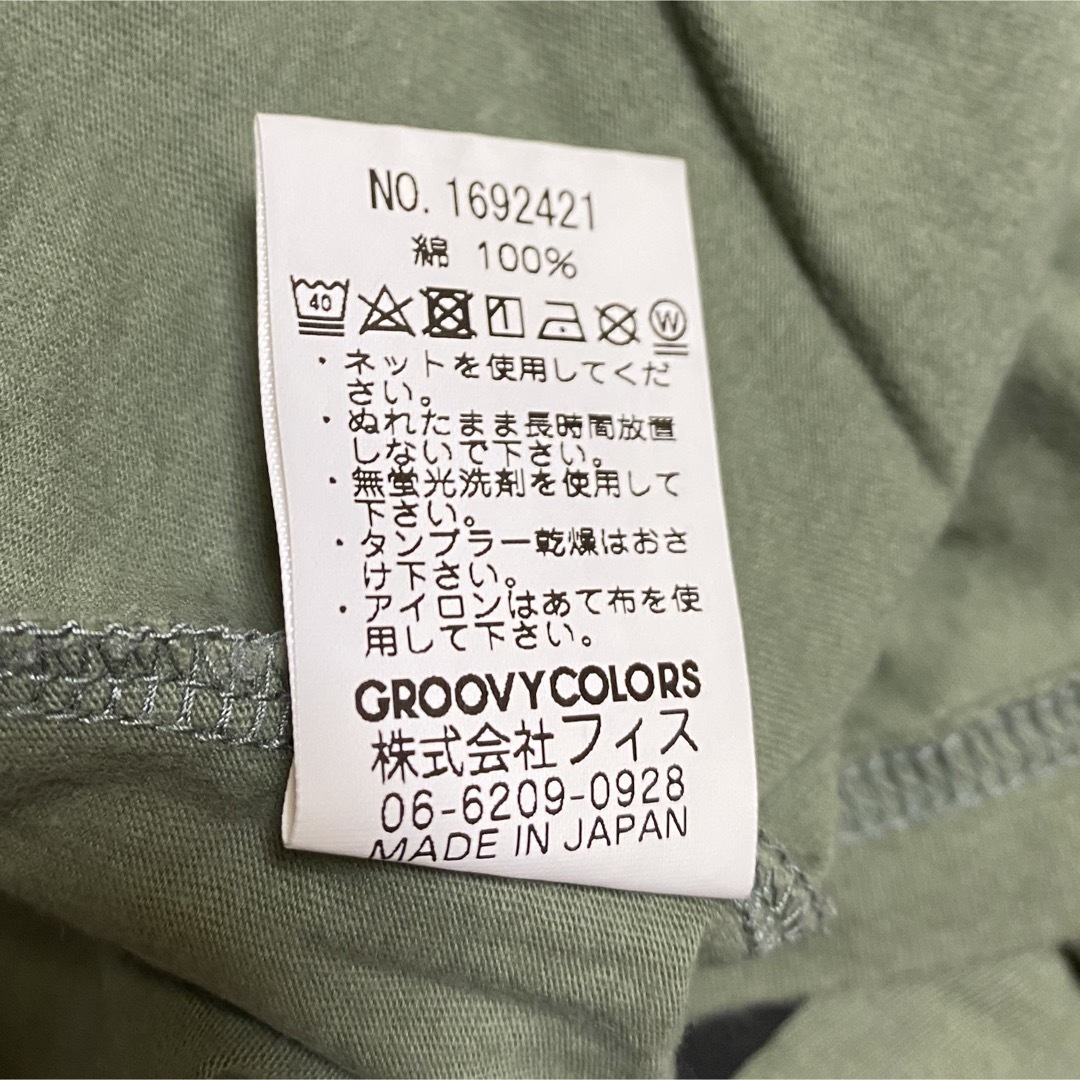 NO. 1692421
綿 100%
40
W
・ネットを使用してくだ
さい。
・ぬれたまま長時間放置
しないで下さい。
・無蛍光洗剤を使用して
下さい。
・タンブラー乾燥はおさ
け下さい。
・アイロンはあて布を使
用して下さい。
GROOVYCOLORS
株式会社フィス
06-6209-0928
MADE IN JAPAN